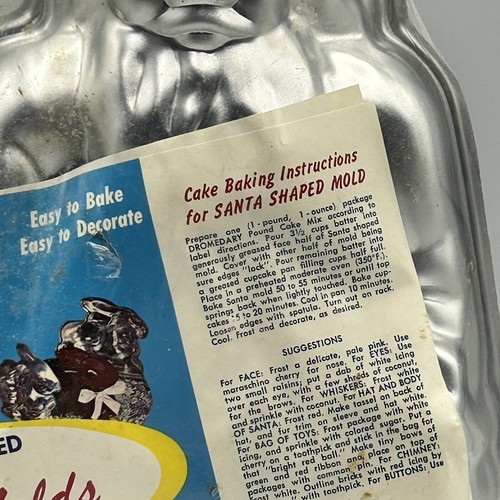 Easy to Bake
Easy to Decorate
ED
olds
Cake Baking Instructions
for SANTA SHAPED MOLD
Prepare one (1-pound, 1-ounce) package
DROMEDARY Pound Cake Mix according to
label directions. Pour 3½ cups batter into
generously greased face half of Santa shaped
mold. Cover with other half of mold being
sure edges "lock". Pour remaining batter into
a greased cupcake pan filling cups half full.
Place in a preheated moderate oven (350°F.)
Bake Santa mold 50 to 55 minutes or until top
springs back when lightly touched. Bake cup-
cakes 15 to 20 minutes. Cool in pan 10 minutes.
Loosen edges with spatula. Turn out on rack.
Cool. Frost and decorate, as desired.
SUGGESTIONS
For FACE: Frost a delicate, pale pink. Use
maraschino cherry for nose. For EYES: Use
two small raisins; put a dab of white icing
over each eye, with a few shreds of coconut,
for the brows. For WHISKERS: Frost white
and sprinkle with coconut. For HAT AND BODY
OF SANTA: Frost red. Make tassel on back of
hat, and fur trim on sleeve and hat white
For BAG OF TOYS: Frost package with white
icing, and sprinkle with colored sugar. Put a
cherry on a toothpick and stick in the bag for
that "bright red ball." Make tiny bows of
green and red ribbon and place on top of
packages with common pin. For CHIMNEY:
Frost white. Outline bricks with red icing by
with toothpick. For BUTTONS: Use